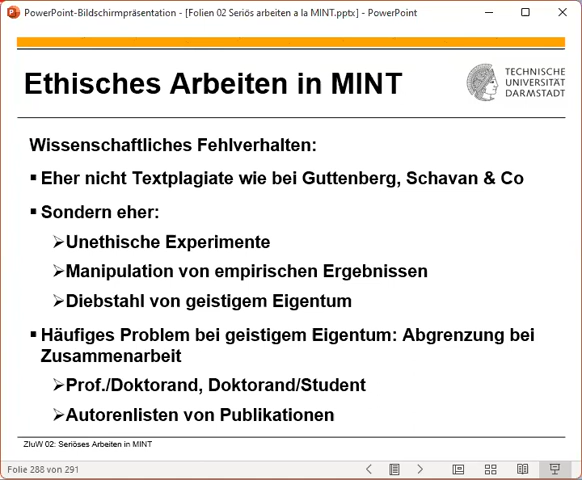 PowerPoint-Bildschirmpräsentation - [Folien 02 Seriös arbeiten a la MINT.pptx] - PowerPoint
Ethisches Arbeiten in MINT
TECHNISCHE
UNIVERSITÄT
DARMSTADT
Wissenschaftliches Fehlverhalten:
▪ Eher nicht Textplagiate wie bei Guttenberg, Schavan & Co
▪ Sondern eher:
➢Unethische Experimente
➢Manipulation von empirischen Ergebnissen
➢Diebstahl von geistigem Eigentum
▪ Häufiges Problem bei geistigem Eigentum: Abgrenzung bei
Zusammenarbeit
➢Prof./Doktorand, Doktorand/Student
➢Autorenlisten von Publikationen
ZIuW 02: Seriöses Arbeiten in MINT
Folie 288 von 291